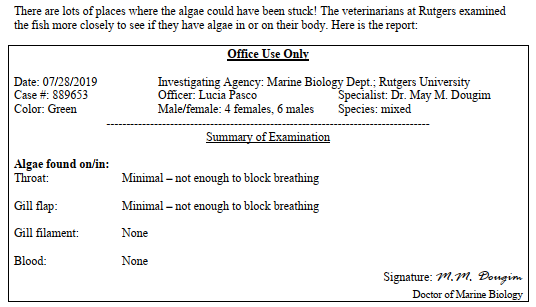 There are lots of places where the algae could have been stuck! The veterinarians at Rutgers examined
the fish more closely to see if they have algae in or on their body. Here is the report:
Office Use Only
Date: 07/28/2019 Investigating Agency: Marine Biology Dept.; Rutgers University
Case #: 889653 Officer: Lucia Pasco Specialist: Dr. May M. Dougim
Color: Green Male/female: 4 females, 6 males Species: mixed
Summary of Examination
Algae found on/in:
Throat: Minimal – not enough to block breathing
Gill flap: Minimal – not enough to block breathing
Gill filament: None
Blood: None
Signature: M.M. Dougim
Doctor of Marine Biology